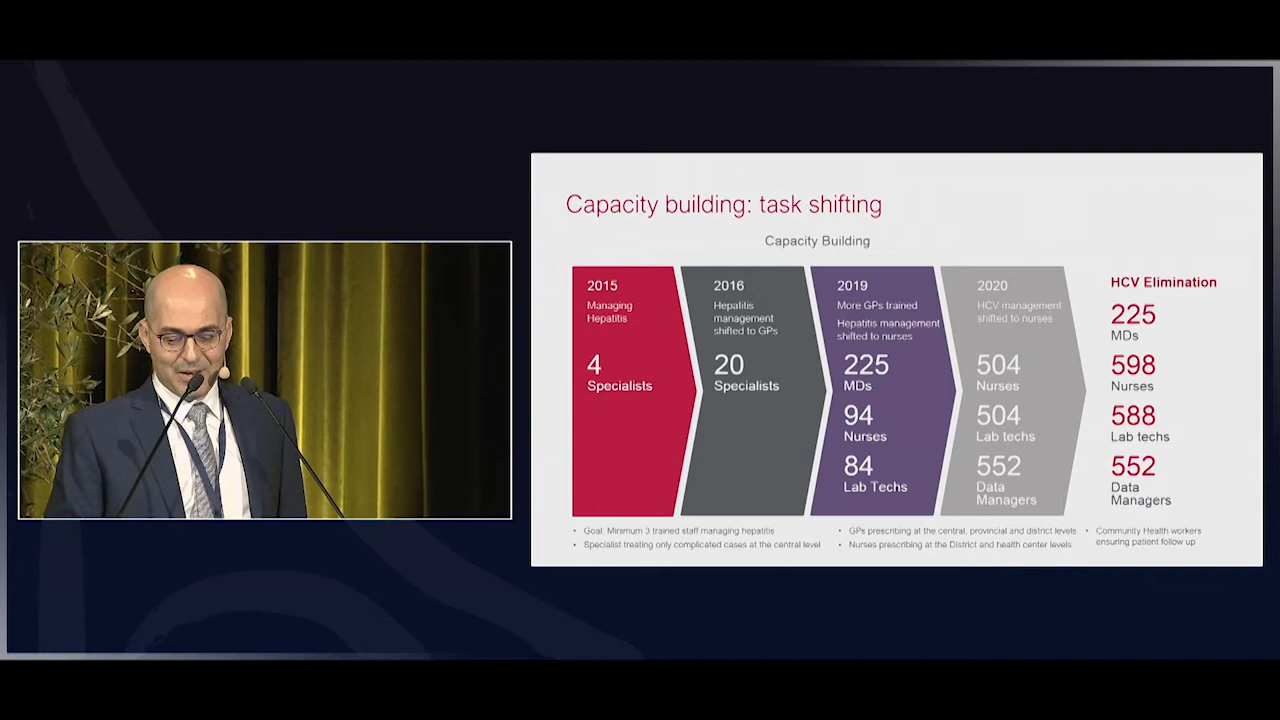 Capacity building: task shifting
Capacity Building
2015
Managing
Hepatitis
4
Specialists
2016
Hepatitis
management
shifted to GPs
20
Specialists
2019
More GPs trained
Hepatitis management
shifted to nurses
225
MDs
94
Nurses
84
Lab Techs
2020
HCV management
shifted to nurses
504
Nurses
504
Lab techs
552
Data
Managers
HCV Elimination
225
MDs
598
Nurses
588
Lab techs
552
Data
Managers
• Goal: Minimum 3 trained staff managing hepatitis
• Specialist treating only complicated cases at the central level
• GPs prescribing at the central, provincial and district levels
• Nurses prescribing at the District and health center levels
• Community Health workers
ensuring patient follow up